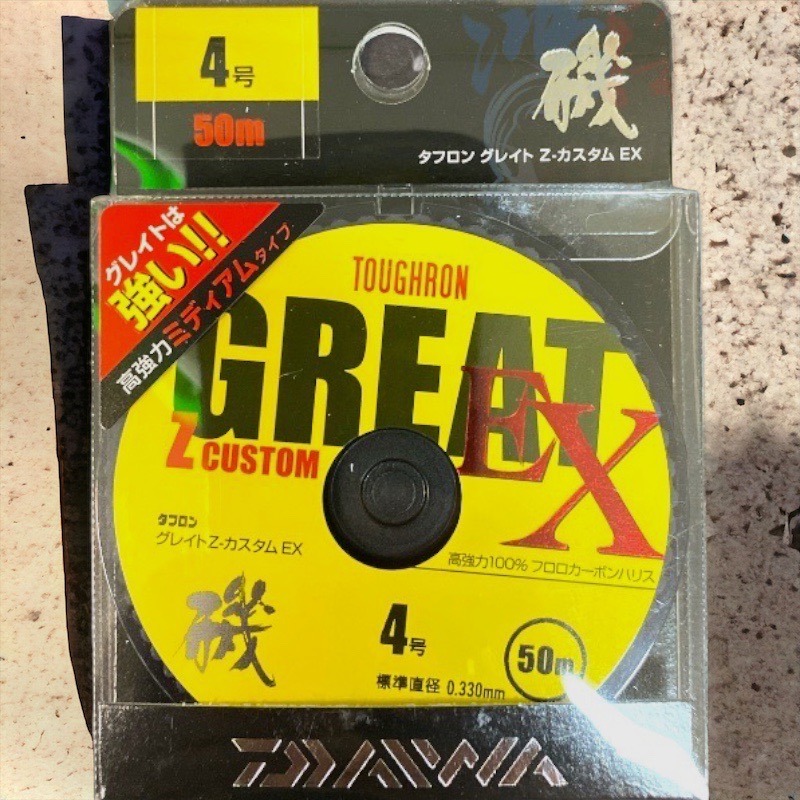 4号
50m
磯
タフロン グレイト Z-カスタム EX
グレイトは
強い!!
高強力ミディアムタイプ
TOUGHRON
GREAT
EX
Z CUSTOM
タフロン
グレイトZ-カスタム EX
高強力100% フロロカーボンハリス
磯
4号
50m
標準直径 0.330mm
DAIWA